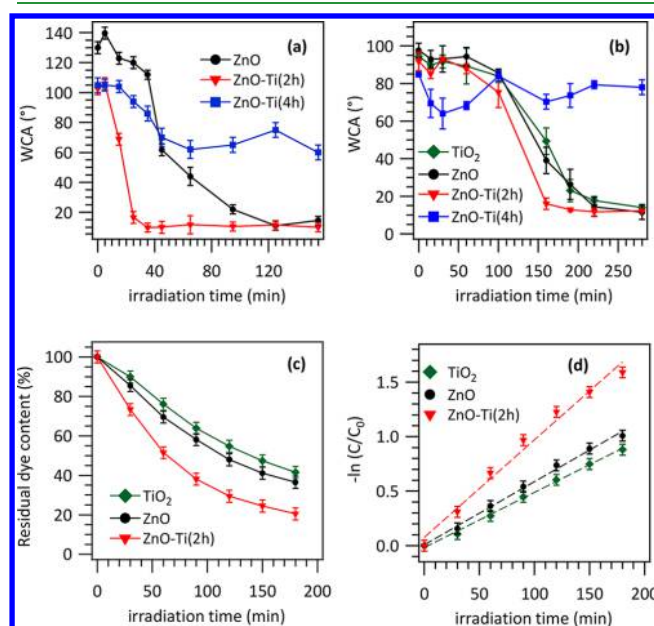 (a)
ZnO
ZnO-Ti(2h)
ZnO-Ti(4h)
WCA (°)
140
120
100
80
60
40
20
0
40
80
120
irradiation time (min)
(b)
TiO2
ZnO
ZnO-Ti(2h)
ZnO-Ti(4h)
WCA (°)
100
80
60
40
20
0
0
50
100
150
200
250
irradiation time (min)
(c)
TiO2
ZnO
ZnO-Ti(2h)
Residual dye content (%)
100
80
60
40
20
0
0
50
100
150
200
irradiation time (min)
(d)
TiO2
ZnO
ZnO-Ti(2h)
-ln (C/C0)
1.5
1.0
0.5
0.0
0
50
100
150
200
irradiation time (min)